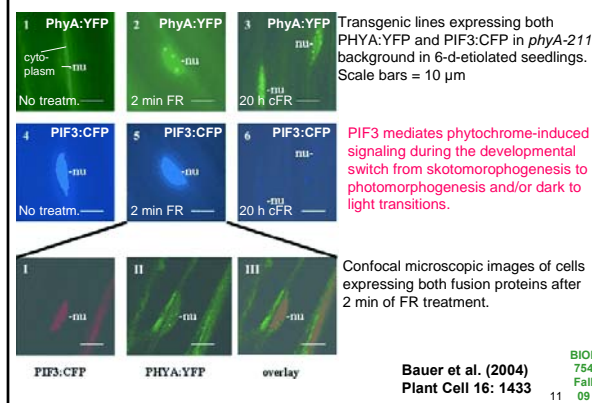 1 PhyA:YFP
cyto-
plasm
-nu
No treatm.
2 PhyA:YFP
-nu
2 min FR
3 PhyA:YFP
nu-
-nu
20 h cFR
Transgenic lines expressing both
PHYA:YFP and PIF3:CFP in phyA-211
background in 6-d-etiolated seedlings.
Scale bars = 10 µm
4 PIF3:CFP
-nu
No treatm.
5 PIF3:CFP
-nu
2 min FR
6 PIF3:CFP
nu-
-nu
20 h cFR
PIF3 mediates phytochrome-induced
signaling during the developmental
switch from skotomorophogenesis to
photomorphogenesis and/or dark to
light transitions.
I
-nu
PIF3:CFP
II
-nu
PHYA:YFP
III
-nu
overlay
Confocal microscopic images of cells
expressing both fusion proteins after
2 min of FR treatment.
Bauer et al. (2004)
Plant Cell 16: 1433
11
754
Fall
09